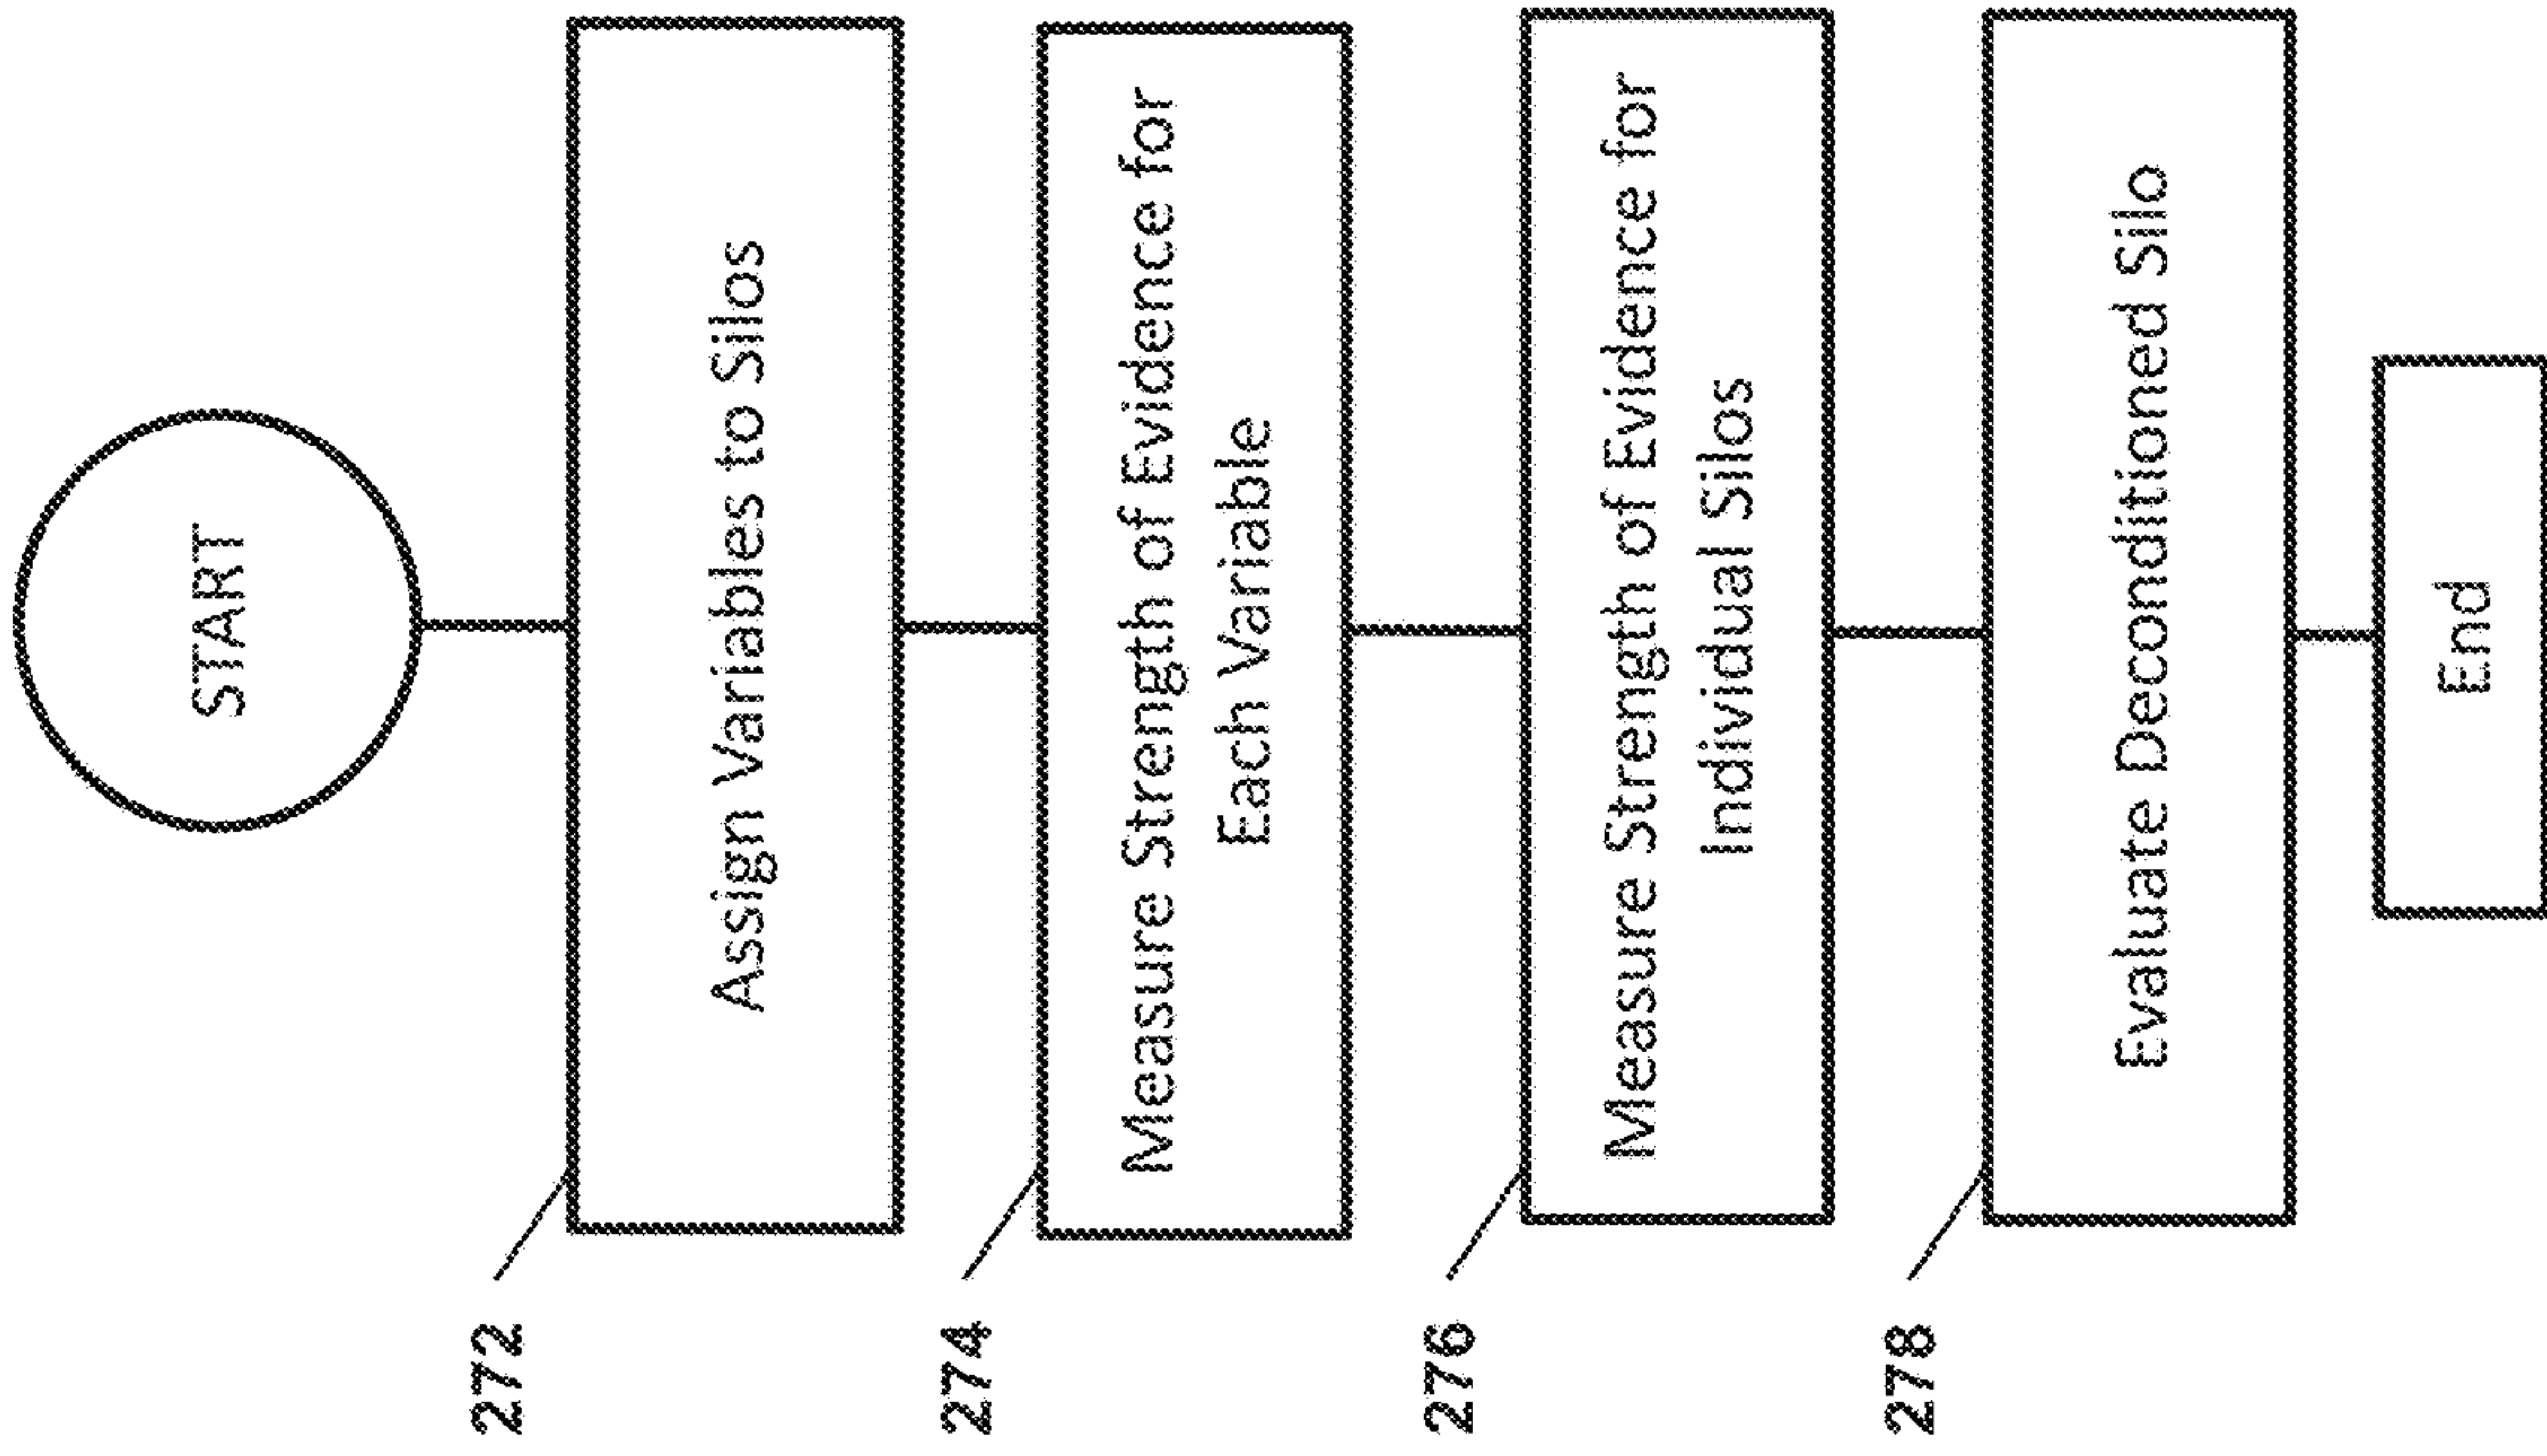 START
272
Assign Variables to Silos
274
Measure Strength of Evidence for
Each Variable
276
Measure Strength of Evidence for
Individual Silos
278
Evaluate Deconditioned Silo
End